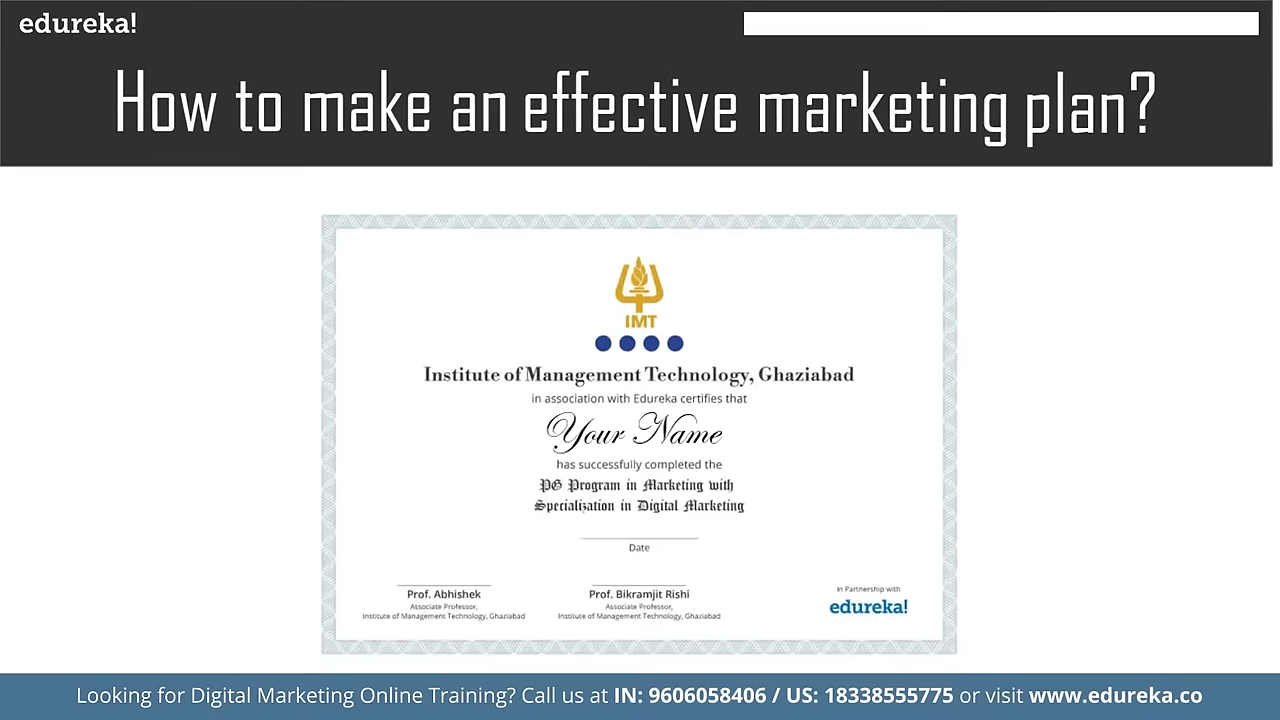 edureka!
How to make an effective marketing plan?
IMT
Institute of Management Technology, Ghaziabad
in association with Edureka certifies that
Your Name
has successfully completed the
PG Program in Marketing with
Specialization in Digital Marketing
Date
Prof. Abhishek
Associate Professor,
Institute of Management Technology, Ghaziabad
Prof. Bikramjit Rishi
Associate Professor,
Institute of Management Technology, Ghaziabad
In Partnership with
edureka!
Looking for Digital Marketing Online Training? Call us at IN: 9606058406 / US: 18338555775 or visit www.edureka.co